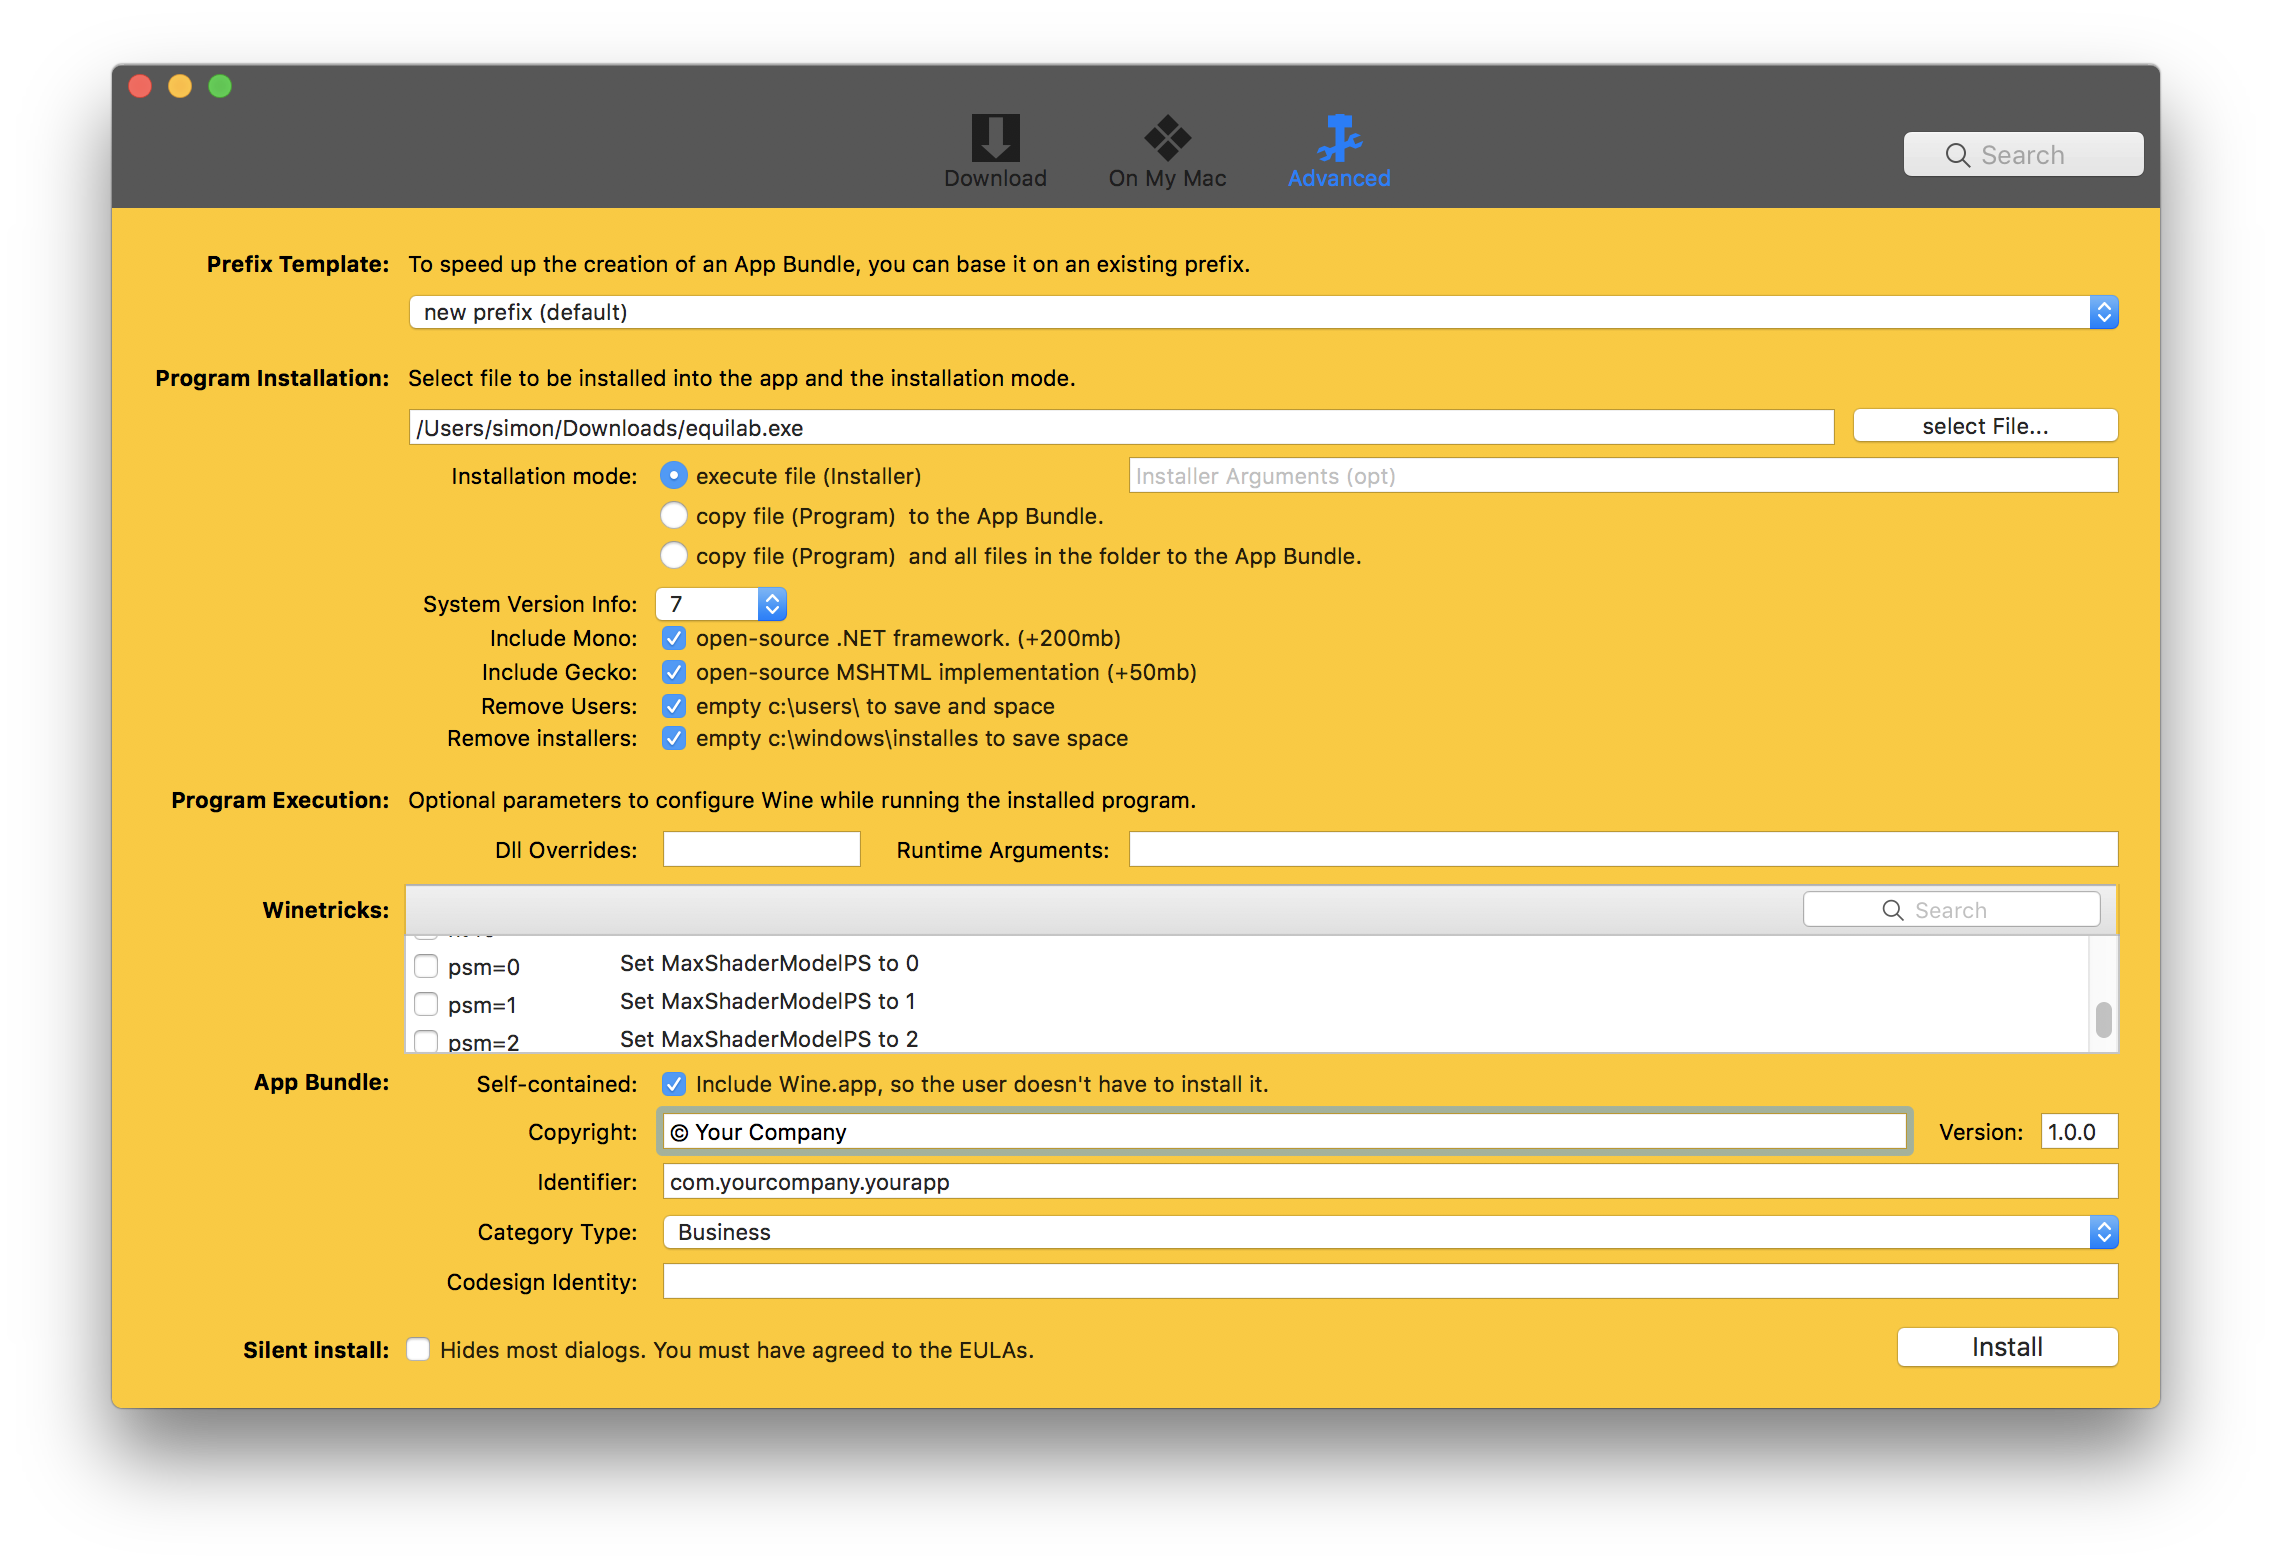 Download On My Mac Advanced Search
Prefix Template: To speed up the creation of an App Bundle, you can base it on an existing prefix.
new prefix (default)
Program Installation: Select file to be installed into the app and the installation mode.
/Users/simon/Downloads/equilab.exe select File...
Installation mode: execute file (Installer) Installer Arguments (opt)
copy file (Program) to the App Bundle.
copy file (Program) and all files in the folder to the App Bundle.
System Version Info: 7
Include Mono: open-source .NET framework. (+200mb)
Include Gecko: open-source MSHTML implementation (+50mb)
Remove Users: empty c:\users\ to save and space
Remove installers: empty c:\windows\installes to save space
Program Execution: Optional parameters to configure Wine while running the installed program.
Dll Overrides: Runtime Arguments:
Winetricks: Search
psm=0 Set MaxShaderModelPS to 0
psm=1 Set MaxShaderModelPS to 1
psm=2 Set MaxShaderModelPS to 2
App Bundle: Self-contained: Include Wine.app, so the user doesn't have to install it.
Copyright: © Your Company Version: 1.0.0
Identifier: com.yourcompany.yourapp
Category Type: Business
Codesign Identity:
Silent install: Hides most dialogs. You must have agreed to the EULAs. Install